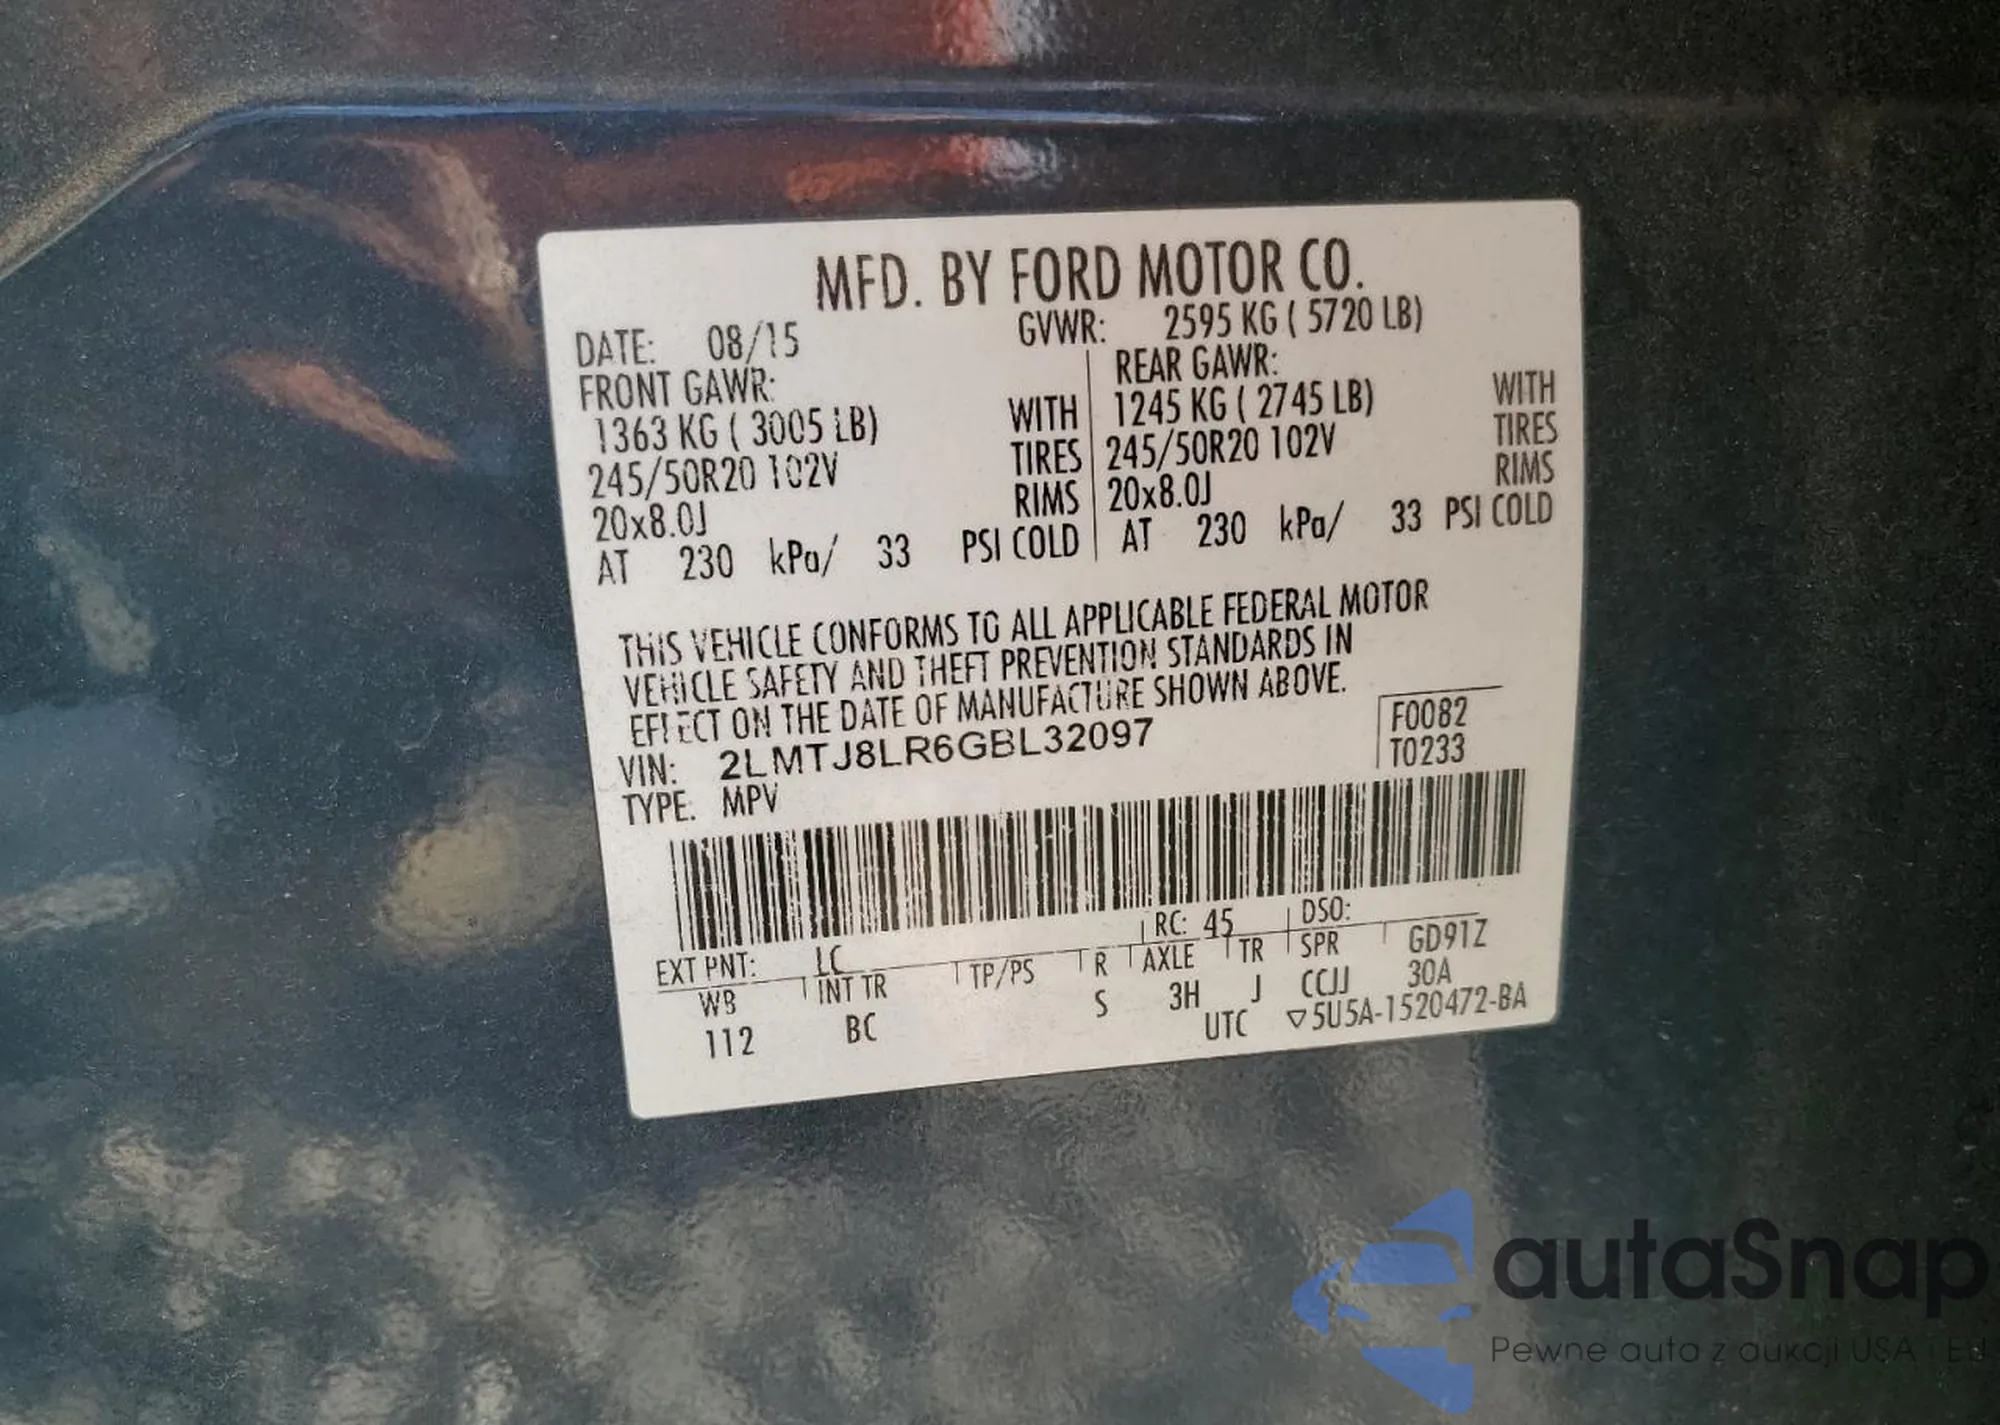 MFD. BY FORD MOTOR CO.
DATE: 08/15 GVWR: 2595 KG ( 5720 LB)
FRONT GAWR: REAR GAWR:
1363 KG ( 3005 LB) WITH 1245 KG ( 2745 LB) WITH
245/50R20 102V TIRES 245/50R20 102V TIRES
20x8.0J RIMS 20x8.0J RIMS
AT 230 kPa/ 33 PSI COLD AT 230 kPa/ 33 PSI COLD
THIS VEHICLE CONFORMS TO ALL APPLICABLE FEDERAL MOTOR
VEHICLE SAFETY AND THEFT PREVENTION STANDARDS IN
EFFECT ON THE DATE OF MANUFACTURE SHOWN ABOVE.
F0082
VIN: 2LMTJ8LR6GBL32097
T0233
TYPE: MPV
EXT PNT: LC RC: 45 DSO:
WB INT TR TP/PS R AXLE TR SPR GD91Z
112 BC S 3H J CCJJ 30A
UTC ▽5U5A-1520472-BA
autaSnap
Pewne auta z aukcji USA i EU